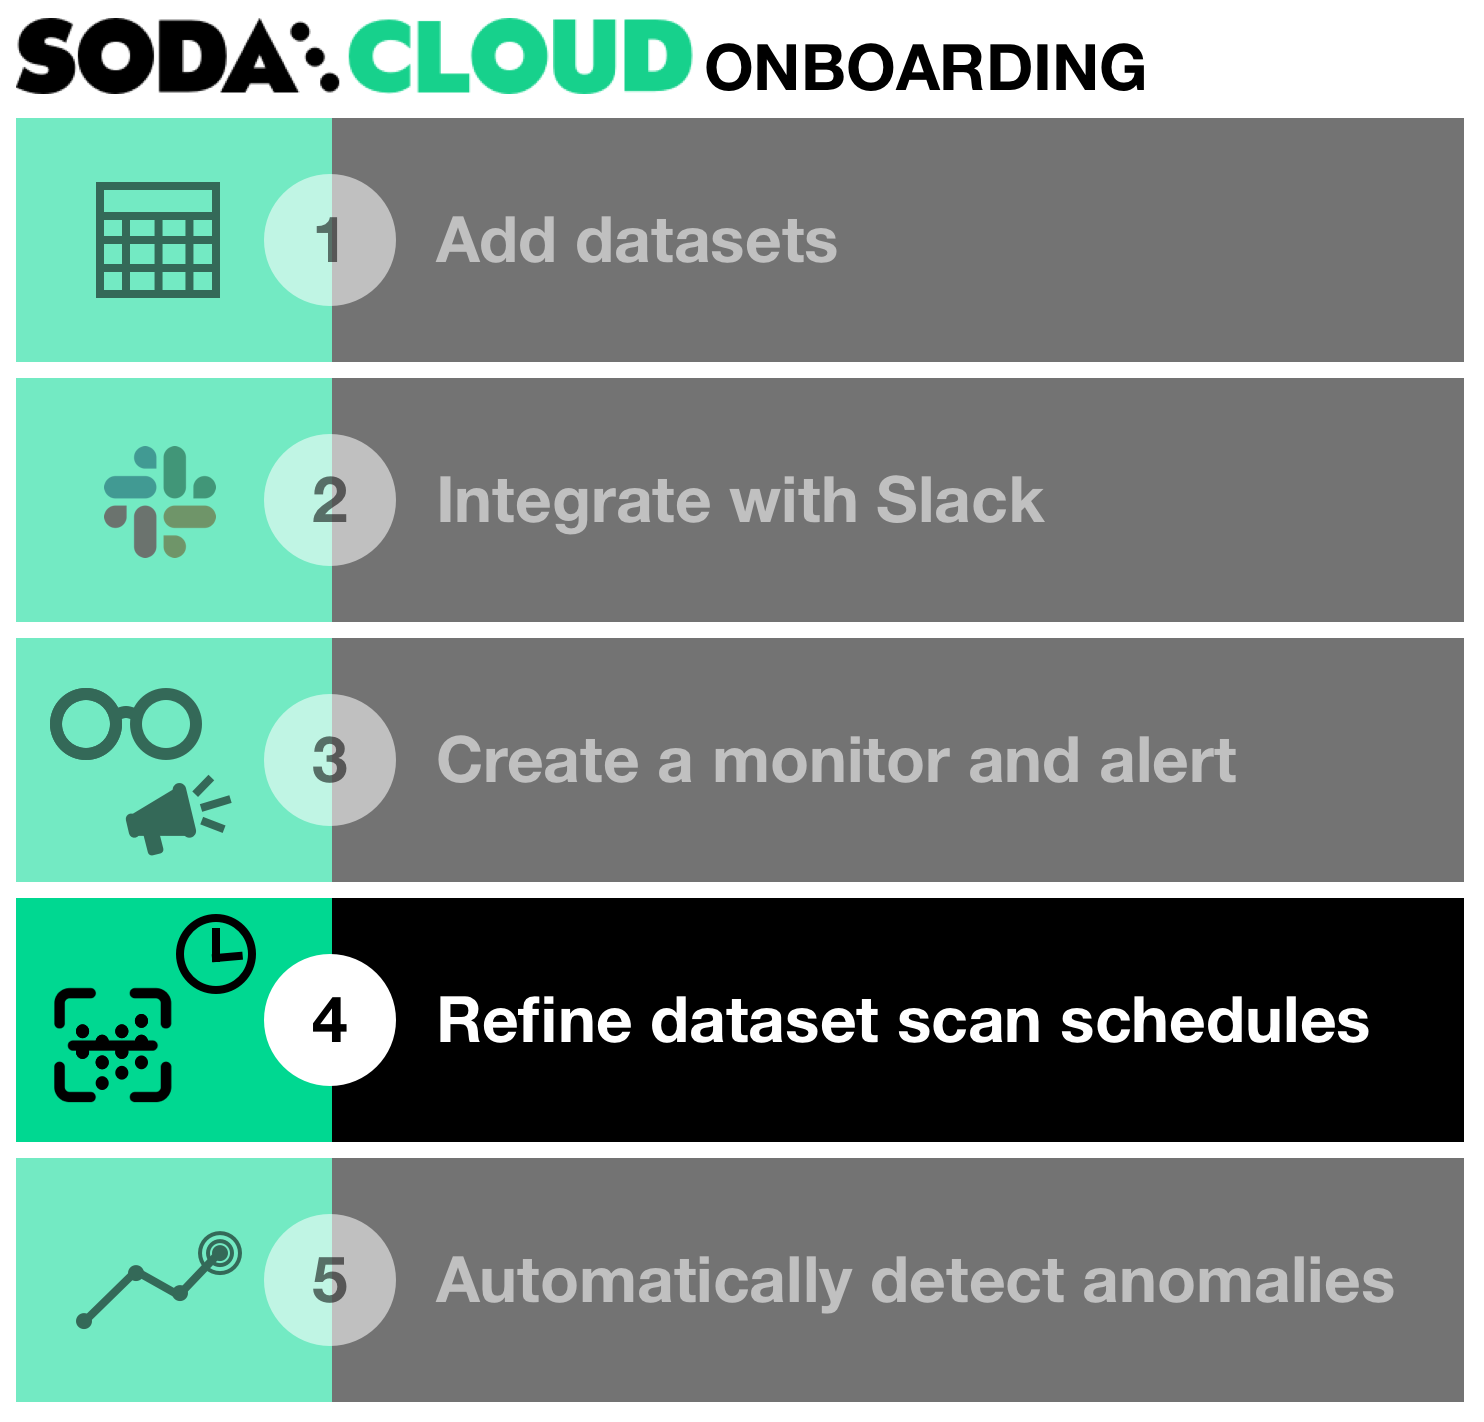 SODA CLOUD ONBOARDING
1 Add datasets
2 Integrate with Slack
3 Create a monitor and alert
4 Refine dataset scan schedules
5 Automatically detect anomalies